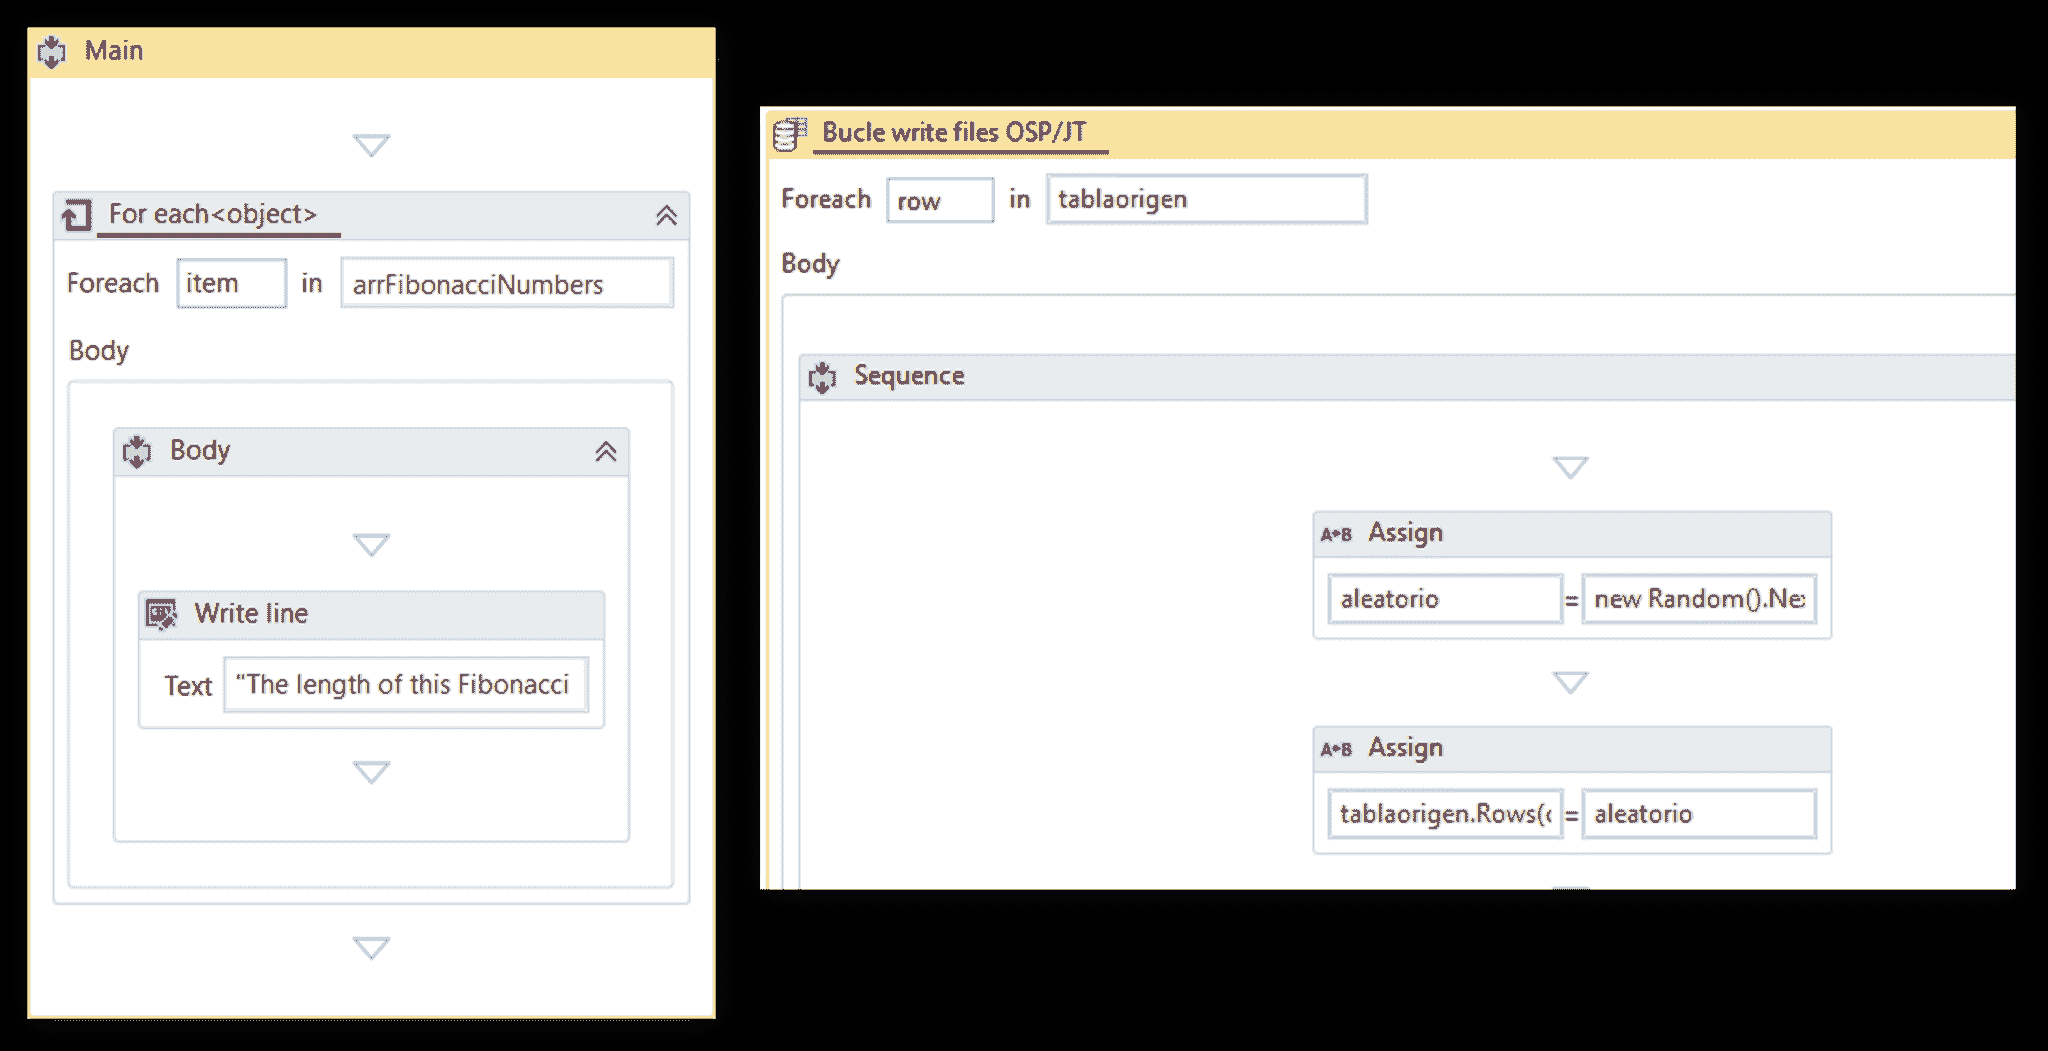 Main
For each<object>
Foreach item in arrFibonacciNumbers
Body
Body
Write line
Text "The length of this Fibonacci
Bucle write files OSP/JT
Foreach row in tablaorigen
Body
Sequence
A+B Assign
aleatorio = new Random().Nex
A+B Assign
tablaorigen.Rows( = aleatorio